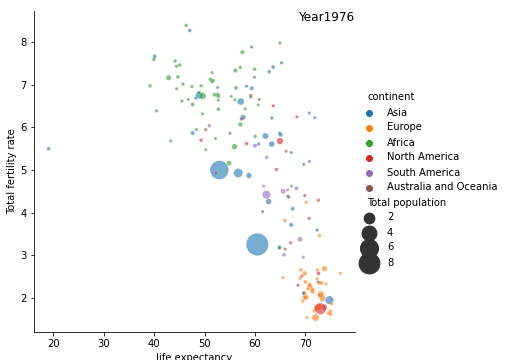 Year1976
8
7
6
5
4
3
2
Total fertility rate
20
30
40
50
60
70
life expectancy
continent
Asia
Europe
Africa
North America
South America
Australia and Oceania
Total population
2
4
6
8